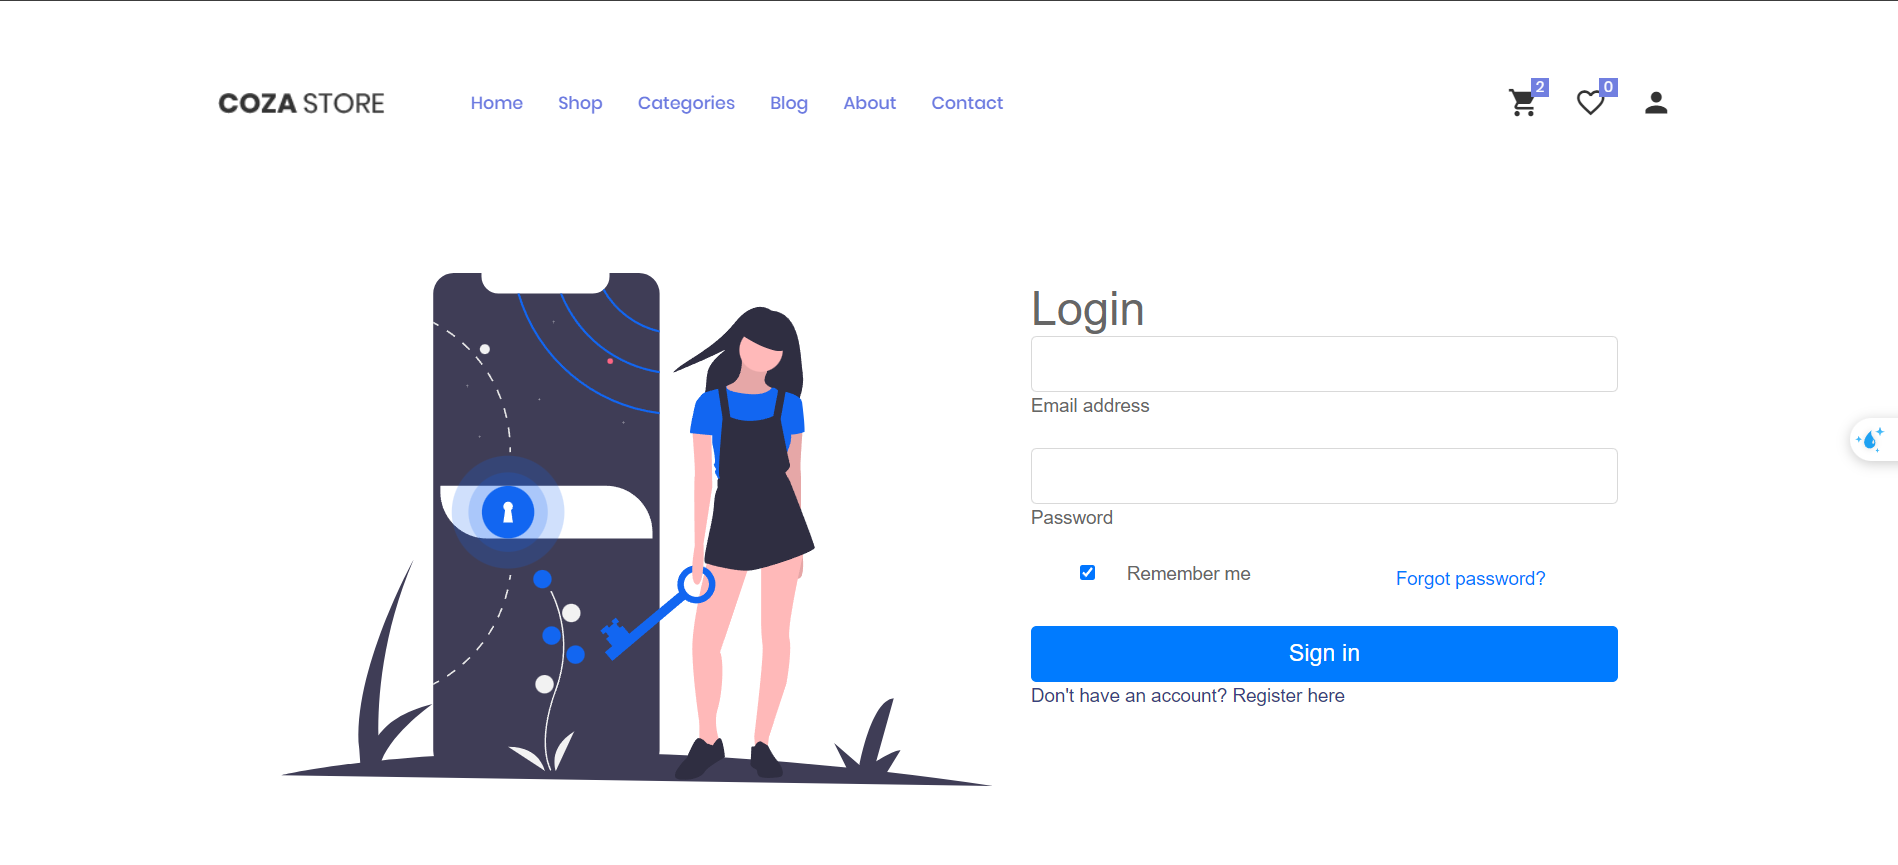 COZA STORE Home Shop Categories Blog About Contact 2 0
Login
Email address
Password
Remember me Forgot password?
Sign in
Don't have an account? Register here